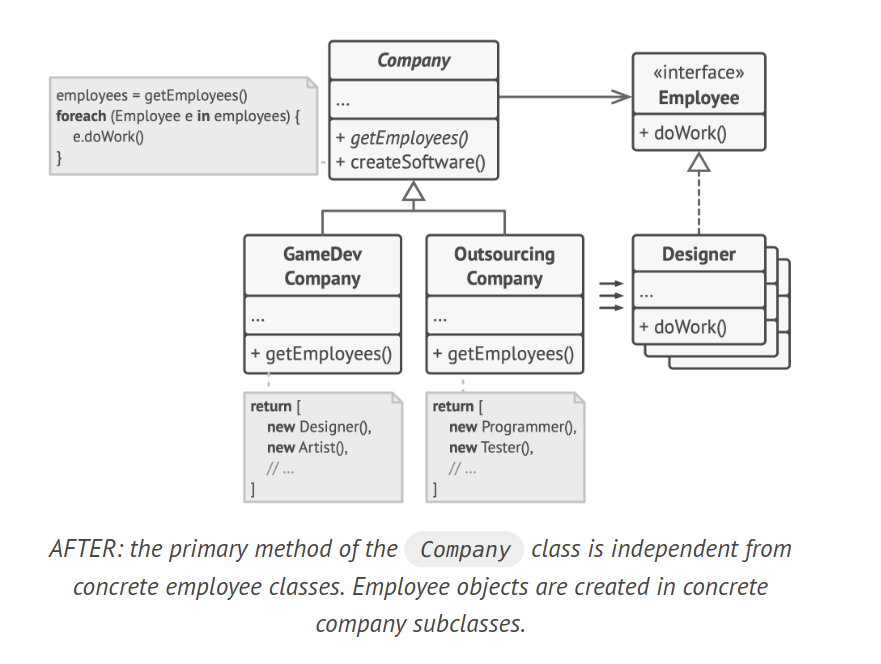 Company
...
+ getEmployees()
+ createSoftware()
employees = getEmployees()
foreach (Employee e in employees) {
e.doWork()
}
«interface»
Employee
+ doWork()
GameDev
Company
...
+ getEmployees()
Outsourcing
Company
...
+ getEmployees()
Designer
...
+ doWork()
return [
new Designer(),
new Artist(),
// ...
]
return [
new Programmer(),
new Tester(),
// ...
]
AFTER: the primary method of the Company class is independent from
concrete employee classes. Employee objects are created in concrete
company subclasses.